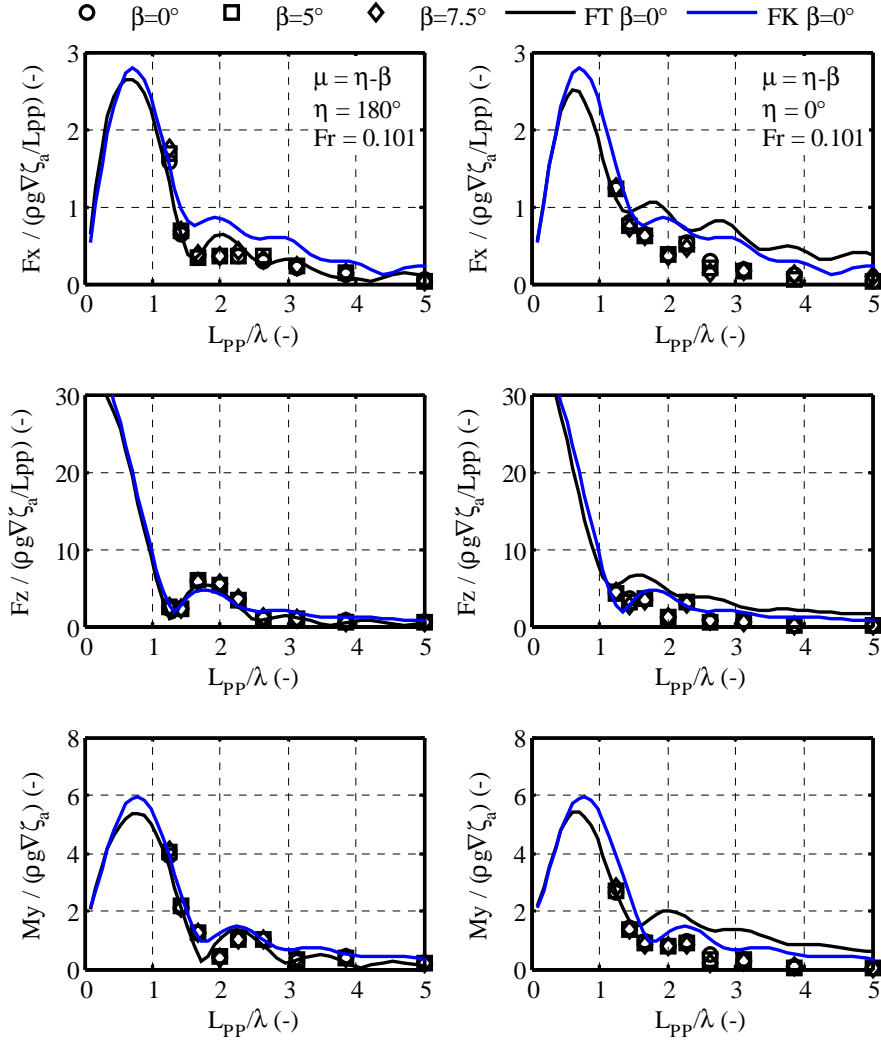 β=0° β=5° β=7.5° FT β=0° FK β=0°
Fx / (ρg∇ζa/Lpp) (-)
3
2
1
0
μ = η-β
η = 180°
Fr = 0.101
0 1 2 3 4 5
LPP/λ (-)
Fx / (ρg∇ζa/Lpp) (-)
3
2
1
0
μ = η-β
η = 0°
Fr = 0.101
0 1 2 3 4 5
LPP/λ (-)
Fz / (ρg∇ζa/Lpp) (-)
30
20
10
0
0 1 2 3 4 5
LPP/λ (-)
Fz / (ρg∇ζa/Lpp) (-)
30
20
10
0
0 1 2 3 4 5
LPP/λ (-)
My / (ρg∇ζa) (-)
8
6
4
2
0
0 1 2 3 4 5
LPP/λ (-)
My / (ρg∇ζa) (-)
8
6
4
2
0
0 1 2 3 4 5
LPP/λ (-)